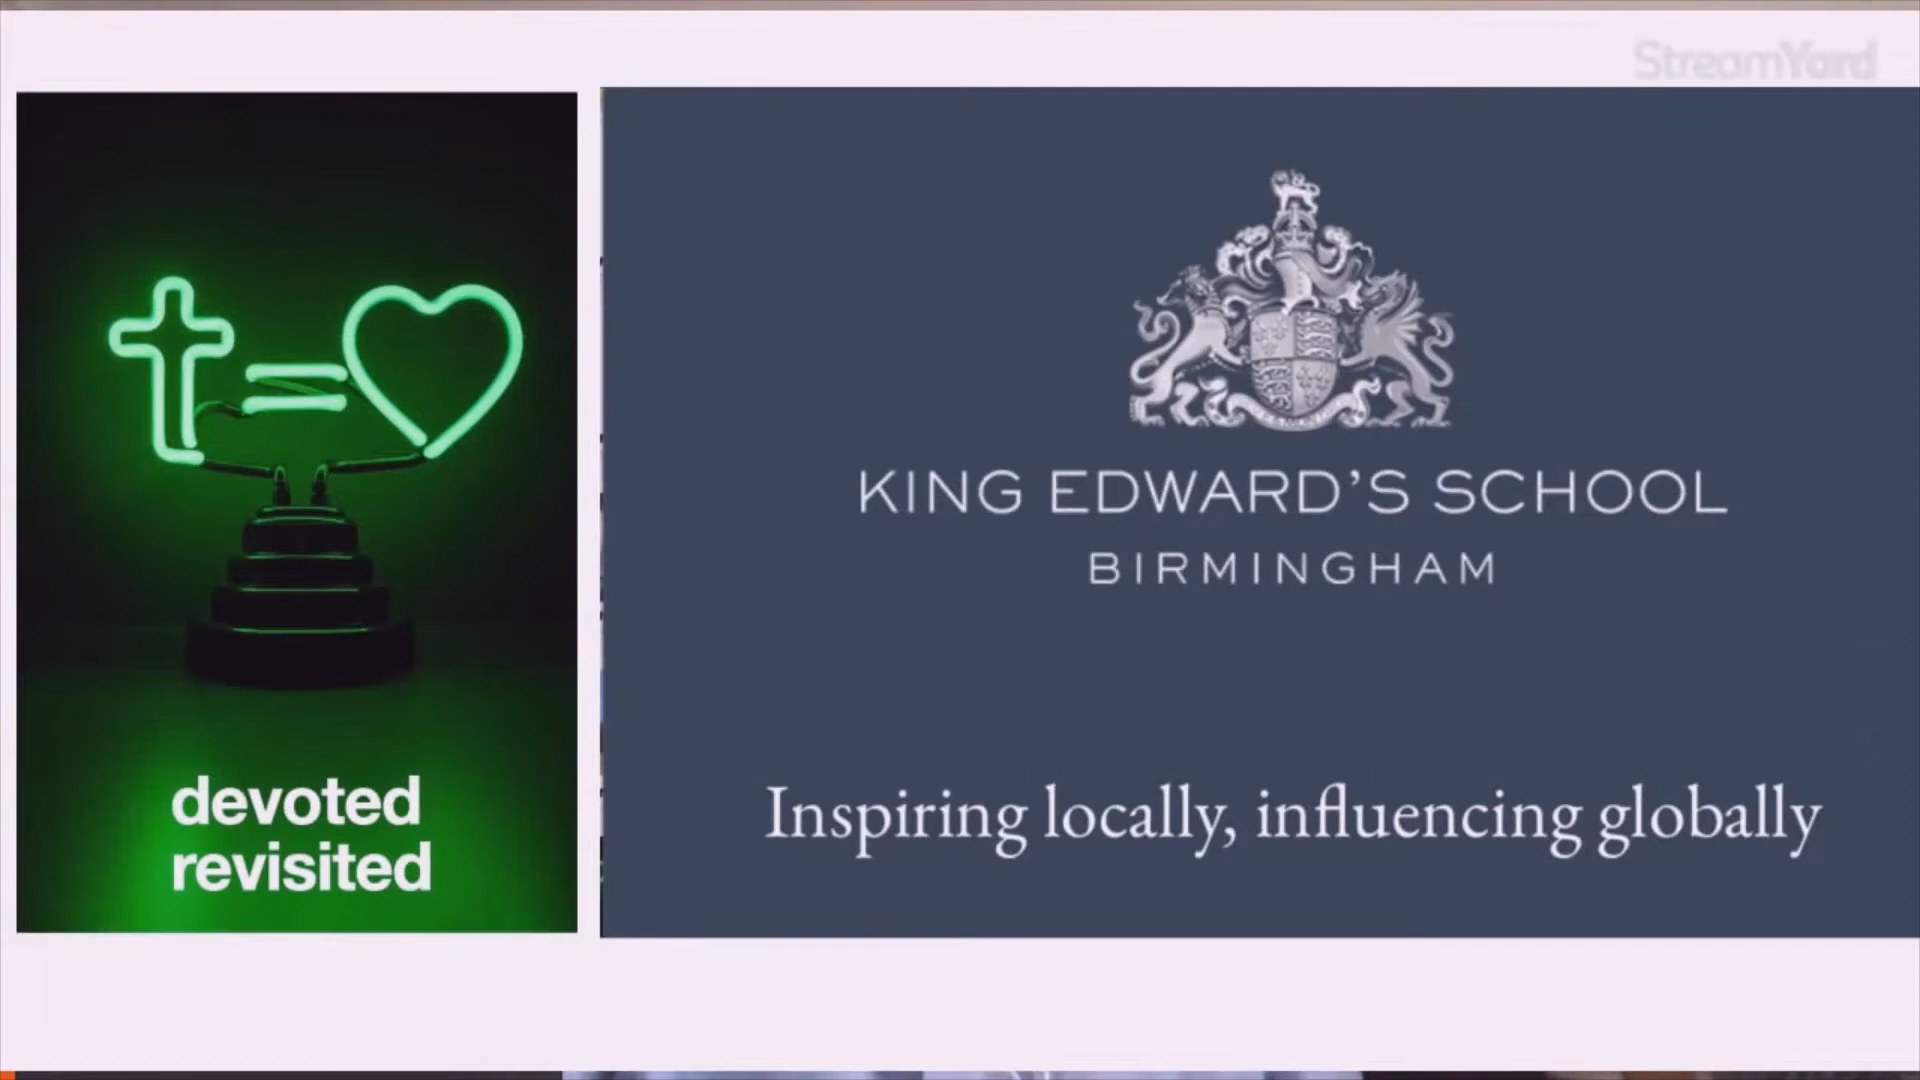 StreamYard
devoted
revisited
KING EDWARD'S SCHOOL
BIRMINGHAM
Inspiring locally, influencing globally